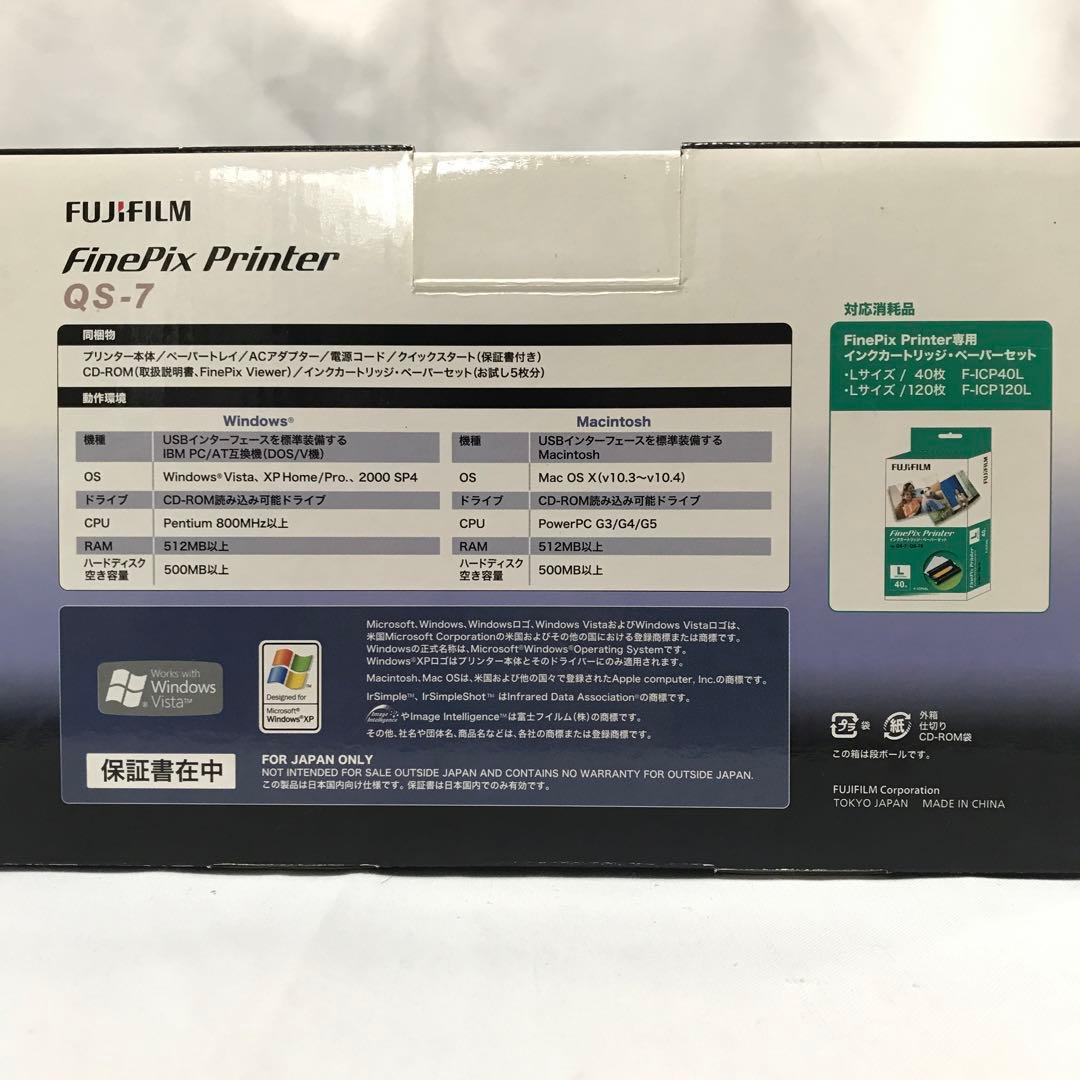 FUJIFILM
FinePix Printer
QS-7
同梱物
プリンター本体／ペーパートレイ／ACアダプター／電源コード／クイックスタート(保証書付き)
CD-ROM(取扱説明書、FinePix Viewer)／インクカートリッジ・ペーパーセット(お試し5枚分)
動作環境
Windows®
機種 USBインターフェースを標準装備する
IBM PC/AT互換機(DOS/V機)
OS Windows®Vista、XP Home/Pro.、2000 SP4
ドライブ CD-ROM読み込み可能ドライブ
CPU Pentium 800MHz以上
RAM 512MB以上
ハードディスク
空き容量 500MB以上
Macintosh
機種 USBインターフェースを標準装備する
Macintosh
OS Mac OS X(v10.3〜v10.4)
ドライブ CD-ROM読み込み可能ドライブ
CPU PowerPC G3/G4/G5
RAM 512MB以上
ハードディスク
空き容量 500MB以上
Works with
Windows
Vista™
Designed for
Microsoft®
Windows®XP
Microsoft、Windows、Windowsロゴ、Windows VistaおよびWindows Vistaロゴは、
米国Microsoft Corporationの米国およびその他の国における登録商標または商標です。
Windowsの正式名称は、Microsoft®Windows®Operating Systemです。
Windows®XPロゴはプリンター本体とそのドライバーにのみ適用されます。
Macintosh、Mac OSは、米国および他の国々で登録されたApple computer, Inc.の商標です。
IrSimple™、IrSimpleShot™ はInfrared Data Association®の商標です。
Image Intelligence やImage Intelligence™は富士フイルム(株)の商標です。
その他、社名や団体名、商品名などは、各社の商標または登録商標です。
保証書在中
FOR JAPAN ONLY
NOT INTENDED FOR SALE OUTSIDE JAPAN AND CONTAINS NO WARRANTY FOR OUTSIDE JAPAN.
この製品は日本国内向け仕様です。保証書は日本国内でのみ有効です。
対応消耗品
FinePix Printer専用
インクカートリッジ・ペーパーセット
・Lサイズ / 40枚 F-ICP40L
・Lサイズ /120枚 F-ICP120L
FUJIFILM
FUJIFILM
FinePix Printer
インクカートリッジ・ペーパーセット
L
40
FinePix Printer
L
40
プラ 袋
紙 外箱
仕切り
CD-ROM袋
この箱は段ボールです。
FUJIFILM Corporation
TOKYO JAPAN MADE IN CHINA